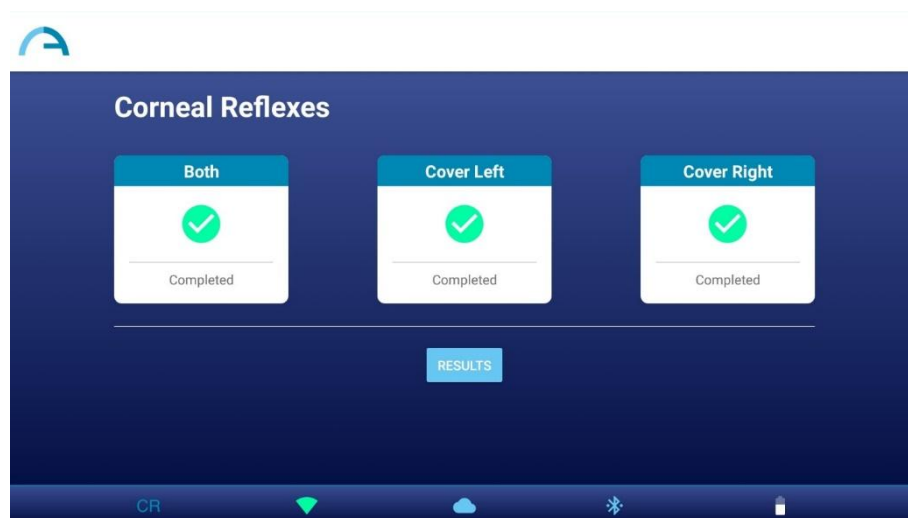 Corneal Reflexes
Both
Cover Left
Cover Right
Completed
Completed
Completed
RESULTS
CR